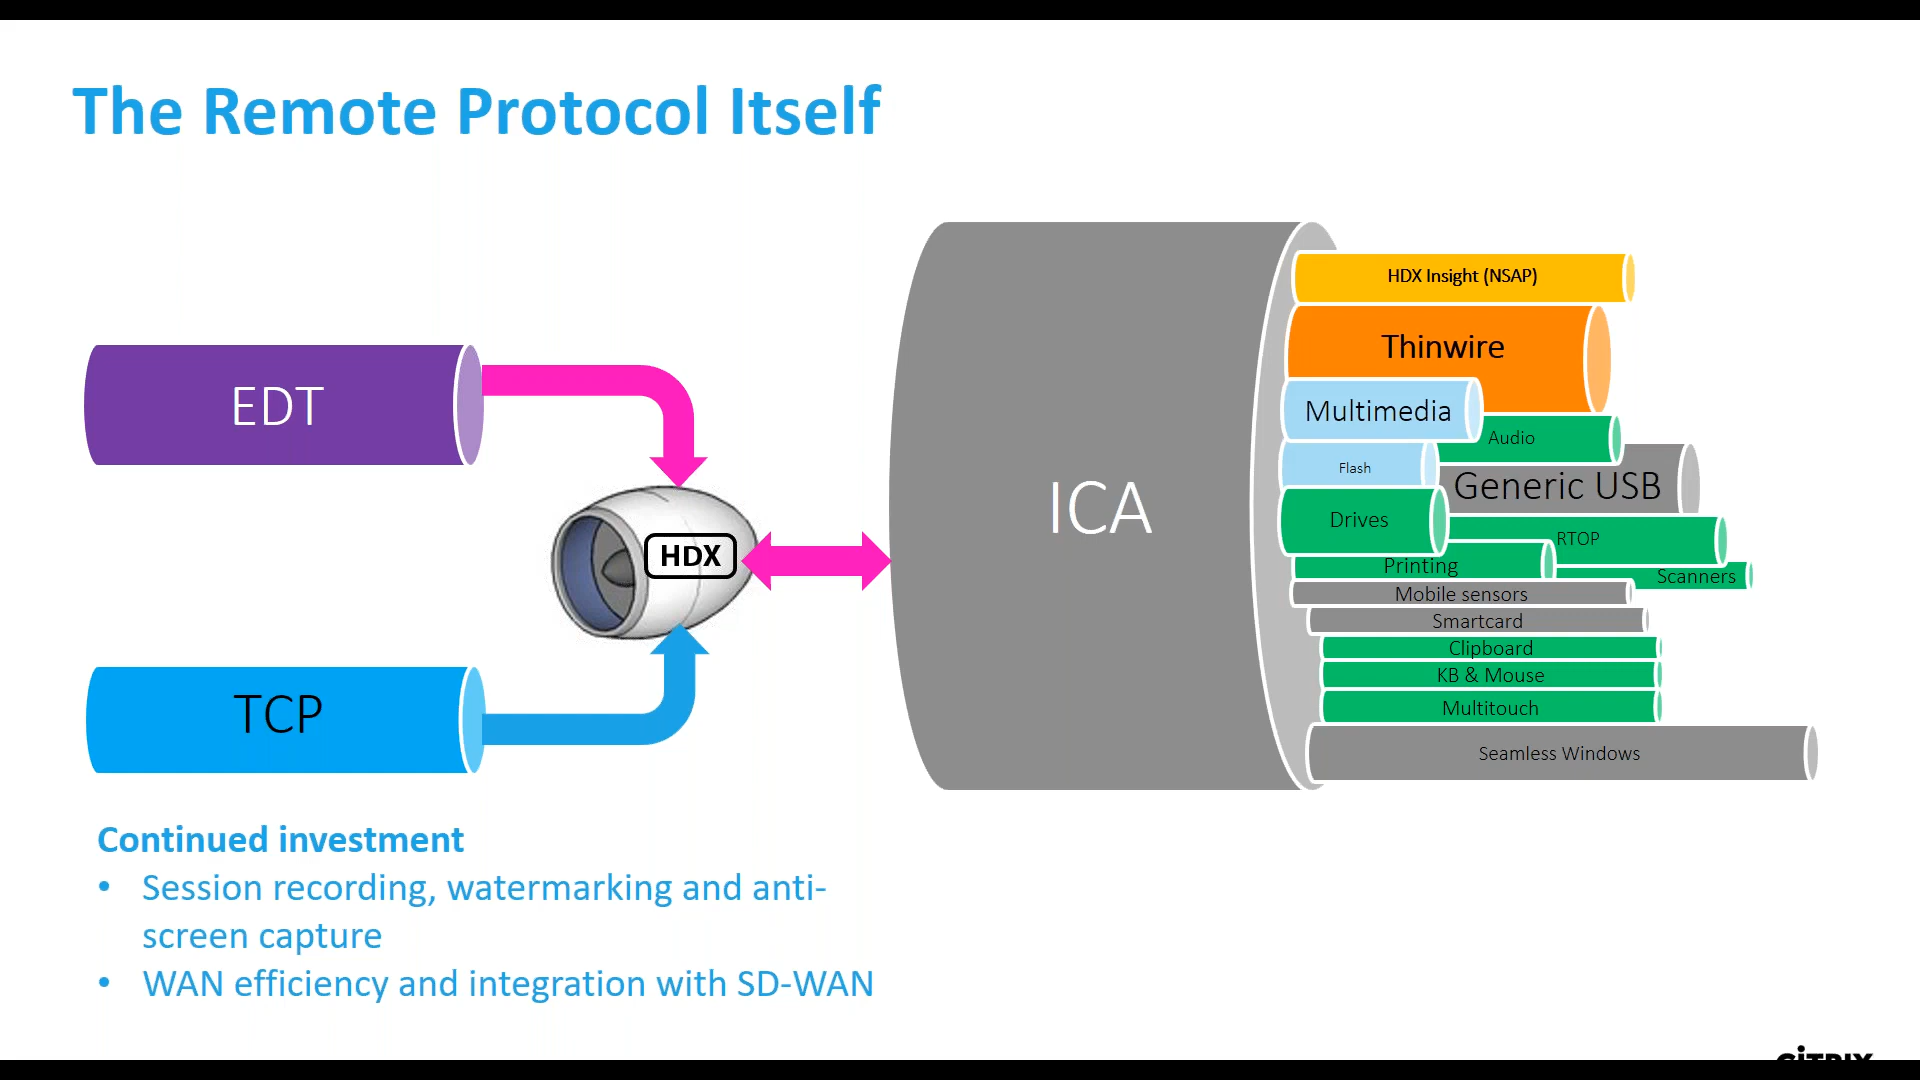 The Remote Protocol Itself
EDT
HDX
TCP
ICA
HDX Insight (NSAP)
Thinwire
Multimedia
Audio
Flash
Generic USB
Drives
RTOP
Printing
Scanners
Mobile sensors
Smartcard
Clipboard
KB & Mouse
Multitouch
Seamless Windows
Continued investment
• Session recording, watermarking and anti-
screen capture
• WAN efficiency and integration with SD-WAN
CiTRIX